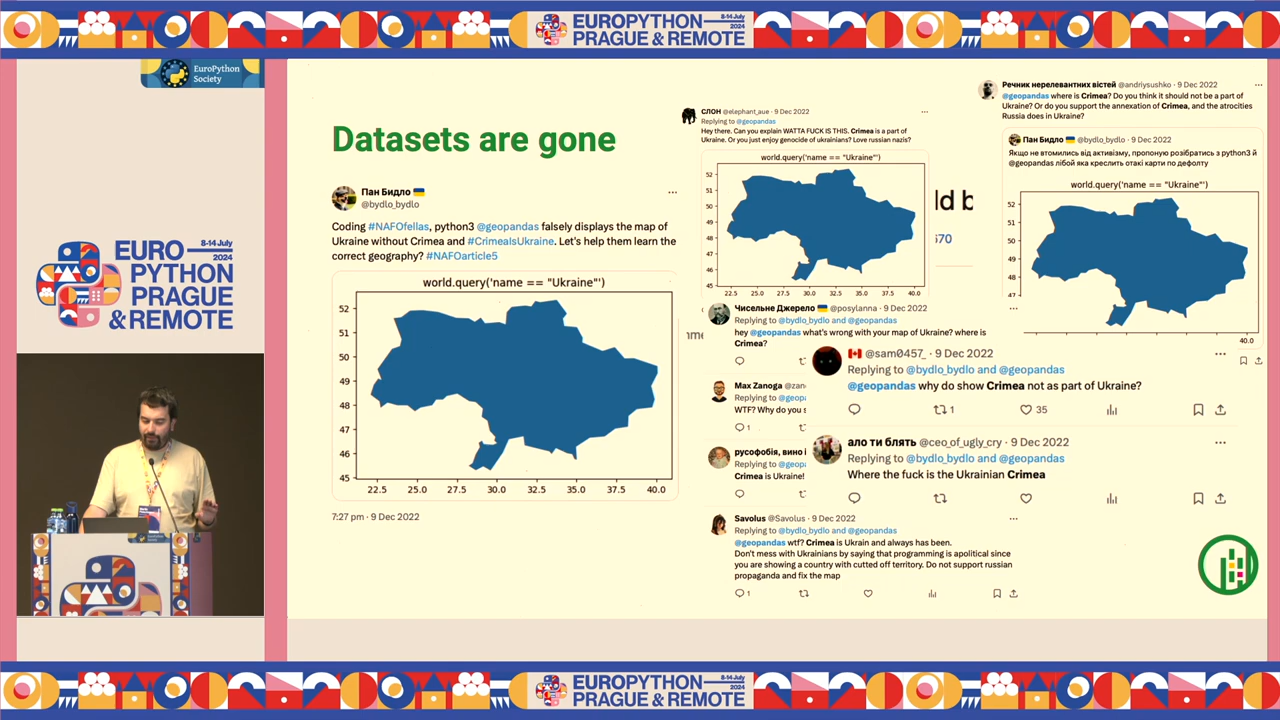 EUROPYTHON
8-14 July
2024
PRAGUE & REMOTE
EuroPython
Society
EURO
8-14 July
2024
PYTHON
PRAGUE
& REMOTE
Datasets are gone
Пан Бидло
@bydlo_bydlo
Coding #NAFOfellas, python3 @geopandas falsely displays the map of
Ukraine without Crimea and #CrimeaIsUkraine. Let's help them learn the
correct geography? #NAFOarticle5
world.query('name == "Ukraine"')
52
51
50
49
48
47
46
45
22.5 25.0 27.5 30.0 32.5 35.0 37.5 40.0
7:27 pm · 9 Dec 2022
СЛОН @elephant_aue · 9 Dec 2022
Replying to @geopandas
Hey there. Can you explain WATTA FUCK IS THIS. Crimea is a part of
Ukraine. Or you just enjoy genocide of ukrainians? Love russian nazis?
world.query('name == "Ukraine"')
52
51
50
49
48
47
46
45
22.5 25.0 27.5 30.0 32.5 35.0 37.5 40.0
ld b
570
Речник нерелевантних вістей @andriysushko · 9 Dec 2022
@geopandas where is Crimea? Do you think it should not be a part of
Ukraine? Or do you support the annexation of Crimea, and the atrocities
Russia does in Ukraine?
Пан Бидло @bydlo_bydlo · 9 Dec 2022
Якщо не втомились від активізму, пропоную розібратись з python3 й
@geopandas лібой яка креслить отакі карти по дефолту
world.query('name == "Ukraine"')
52
51
50
49
48
47
40.0
Чисельне Джерело @posylanna · 9 Dec 2022
Replying to @bydlo_bydlo and @geopandas
hey @geopandas what's wrong with your map of Ukraine? where is
Crimea?
@sam0457_ · 9 Dec 2022
Replying to @bydlo_bydlo and @geopandas
@geopandas why do show Crimea not as part of Ukraine?
1
35
Max Zanoga @zan
Replying to @geop
WTF? Why do you s
1
ало ти блять @ceo_of_ugly_cry · 9 Dec 2022
Replying to @bydlo_bydlo and @geopandas
Where the fuck is the Ukrainian Crimea
русофобія, вино і
Replying to @geop
Crimea is Ukraine!
Savolus @Savolus · 9 Dec 2022
Replying to @bydlo_bydlo and @geopandas
@geopandas wtf? Crimea is Ukrain and always has been.
Don't mess with Ukrainians by saying that programming is apolitical since
you are showing a country with cutted off territory. Do not support russian
propaganda and fix the map
1
EUROPYTHON
8-14 July
2024
PRAGUE & REMOTE